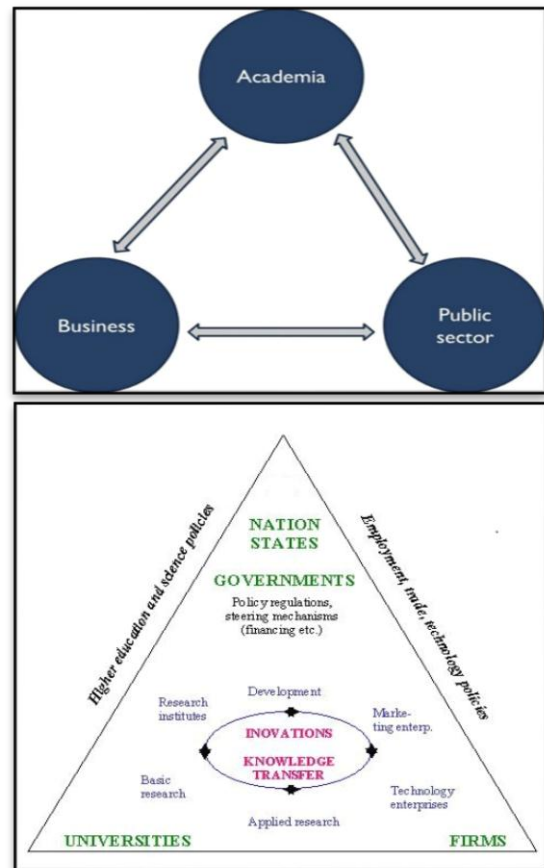 Academia
Business
Public
sector
Higher education and science policies
Employment, trade, technology policies
NATION
STATES
GOVERNMENTS
Policy regulations,
steering mechanisms
(financing etc.)
Development
Research
institutes
Marke-
ting enterp.
INOVATIONS
KNOWLEDGE
TRANSFER
Basic
research
Technology
enterprises
Applied research
UNIVERSITIES
FIRMS